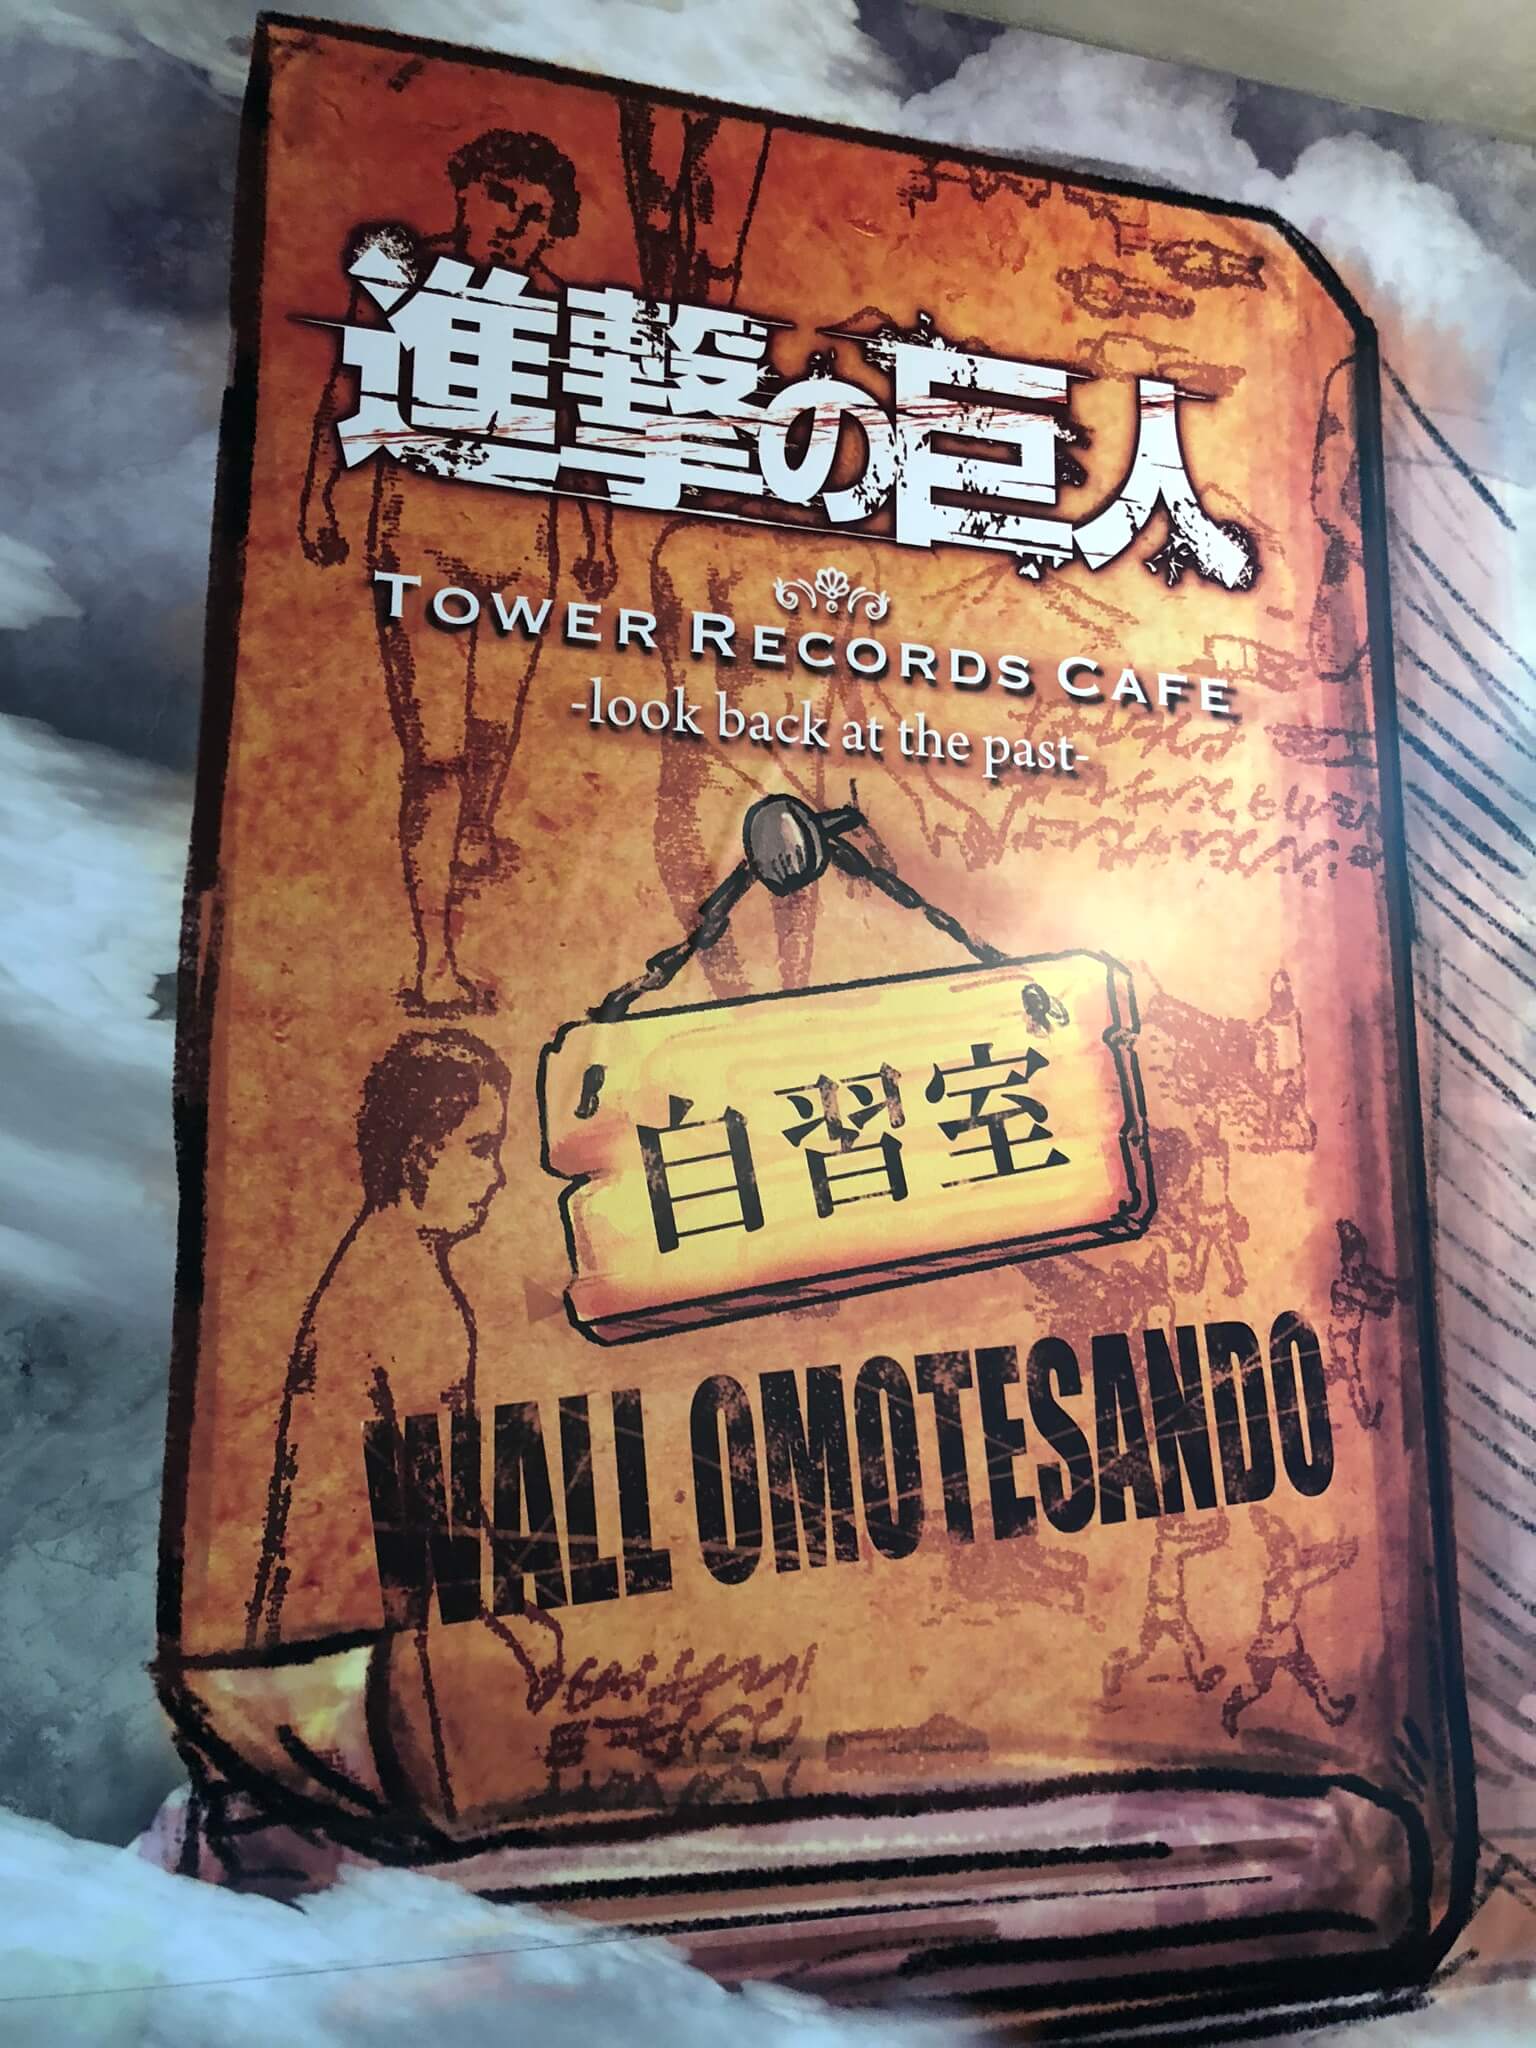 進撃の巨人
TOWER RECORDS CAFE
-look back at the past-
自習室
WALL OMOTESANDO